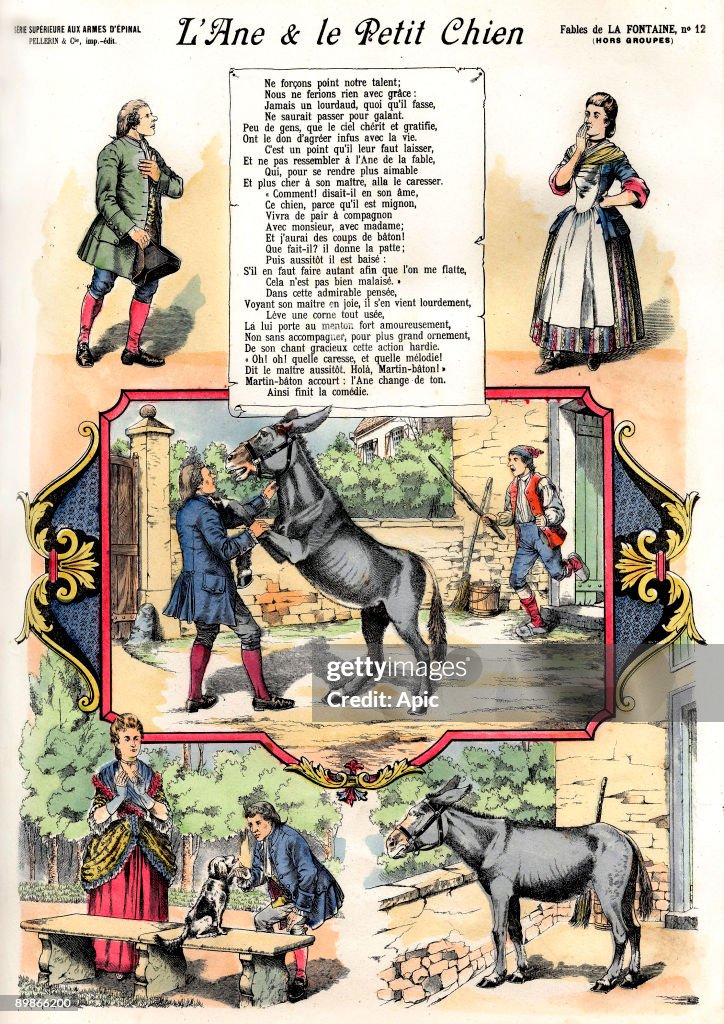 SÉRIE SUPÉRIEURE AUX ARMES D'ÉPINAL
PELLERIN & Cie, imp.-édit.
L'Ane & le Petit Chien
Fables de LA FONTAINE, nº 12
(HORS GROUPES)
Ne forçons point notre talent;
Nous ne ferions rien avec grâce:
Jamais un lourdaud, quoi qu'il fasse,
Ne saurait passer pour galant.
Peu de gens, que le ciel chérit et gratifie,
Ont le don d'agréer infus avec la vie.
C'est un point qu'il leur faut laisser,
Et ne pas ressembler à l'Ane de la fable,
Qui, pour se rendre plus aimable
Et plus cher à son maître, alla le caresser.
« Comment! disait-il en son âme,
Ce chien, parce qu'il est mignon,
Vivra de pair à compagnon
Avec monsieur, avec madame;
Et j'aurai des coups de bâton!
Que fait-il? il donne la patte;
Puis aussitôt il est baisé:
S'il en faut faire autant afin que l'on me flatte,
Cela n'est pas bien malaisé. »
Dans cette admirable pensée,
Voyant son maître en joie, il s'en vient lourdement,
Lève une corne tout usée,
La lui porte au menton fort amoureusement,
Non sans accompagner, pour plus grand ornement,
De son chant gracieux cette action hardie.
« Oh! oh! quelle caresse, et quelle mélodie!
Dit le maître aussitôt. Holà, Martin-bâton! »
Martin-bâton accourt: l'Ane change de ton.
Ainsi finit la comédie.
gettyimages
Credit: Apic
89866200